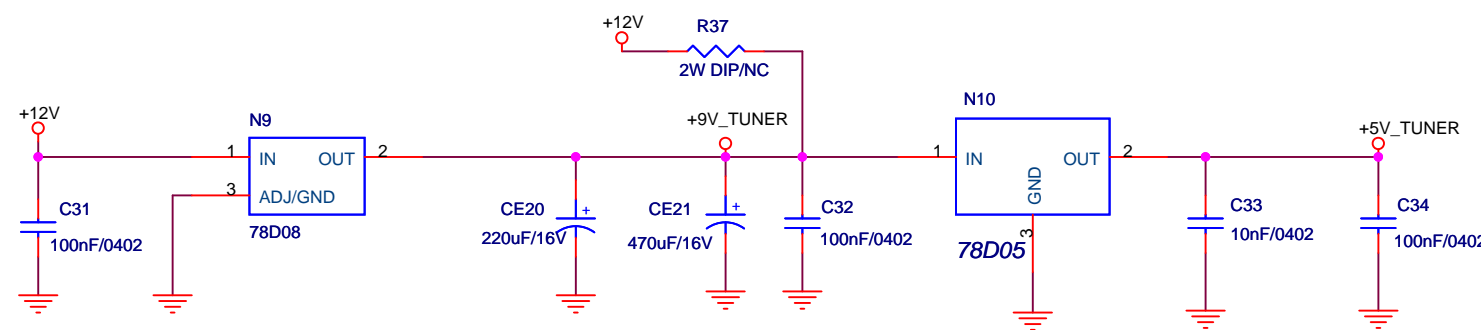 +12V
R37
2W DIP/NC
+12V
N9
1
IN
OUT
2
3
ADJ/GND
78D08
C31
100nF/0402
+9V_TUNER
CE20
220uF/16V
CE21
470uF/16V
C32
100nF/0402
N10
1
IN
OUT
2
GND
3
78D05
+5V_TUNER
C33
10nF/0402
C34
100nF/0402